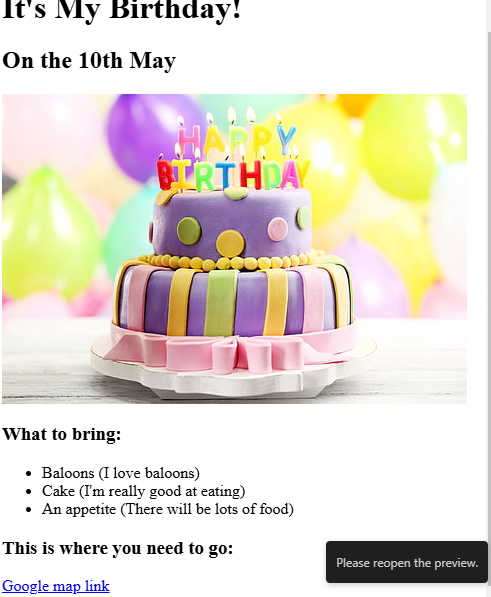 It's My Birthday!
On the 10th May
HAPPY
BIRTHDAY
What to bring:
Baloons (I love baloons)
Cake (I'm really good at eating)
An appetite (There will be lots of food)
This is where you need to go:
Please reopen the preview.
Google map link